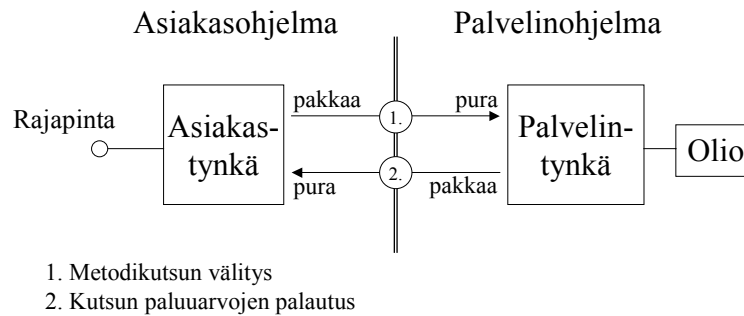 Asiakasohjelma
Palvelinohjelma
Rajapinta
Asiakas-
tynkä
pakkaa
1.
pura
pura
2.
pakkaa
Palvelin-
tynkä
Olio
1. Metodikutsun välitys
2. Kutsun paluuarvojen palautus